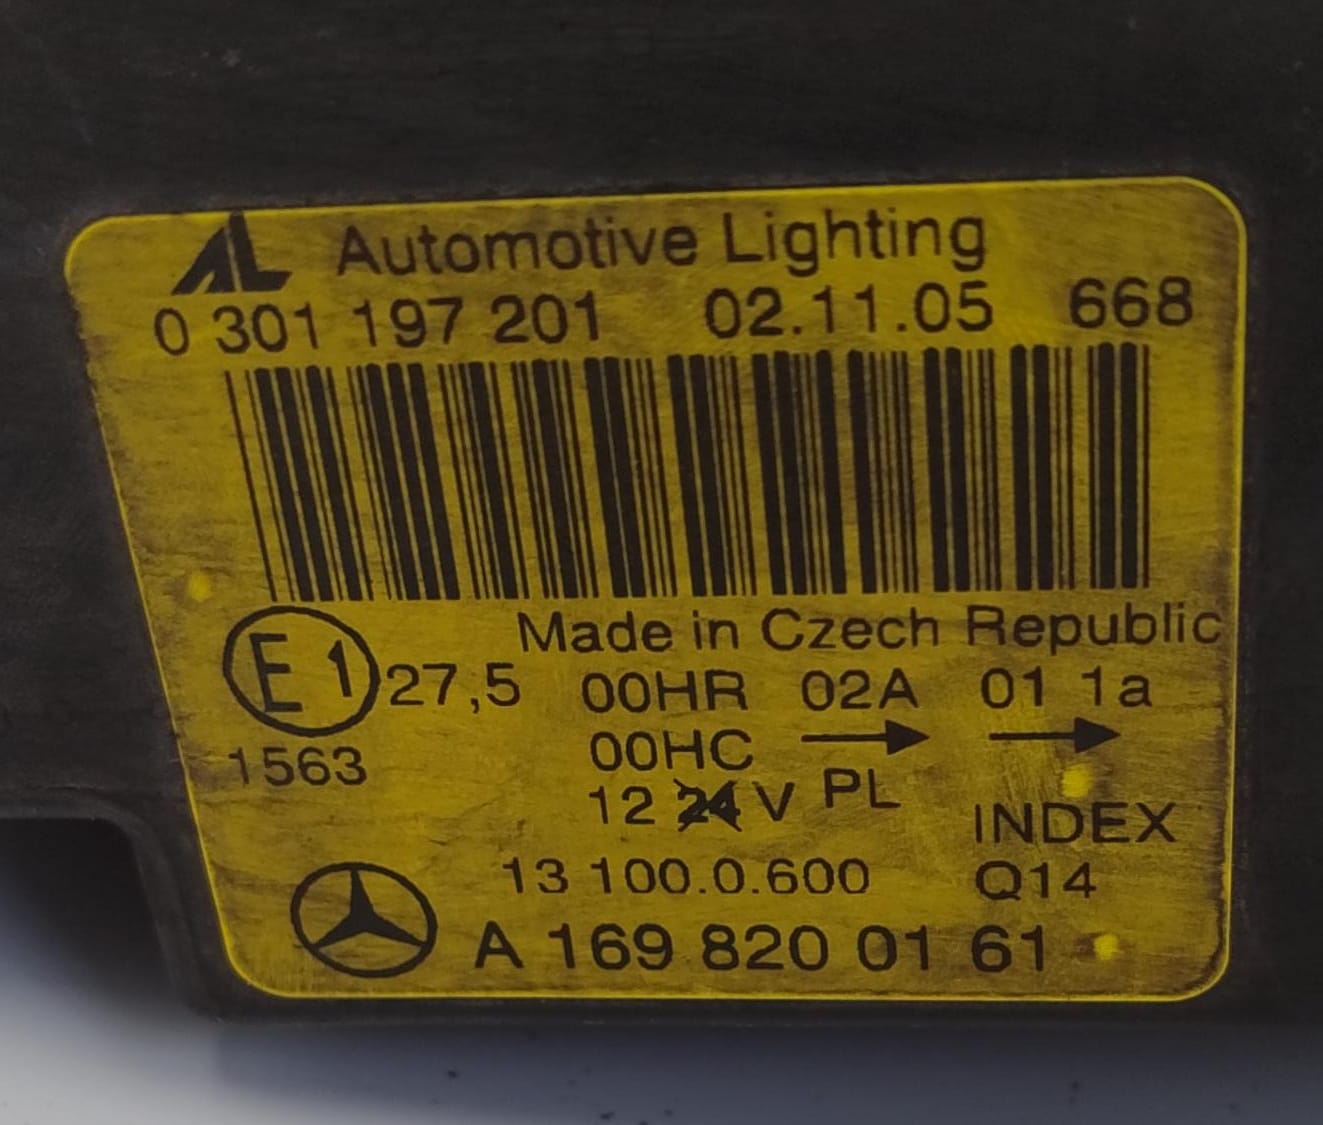 AL Automotive Lighting
0 301 197 201 02.11.05 668
Made in Czech Republic
E1 27,5 00HR 02A 01 1a
1563 00HC → →
12 24 V PL
INDEX
13 100.0.600 Q14
A 169 820 01 61